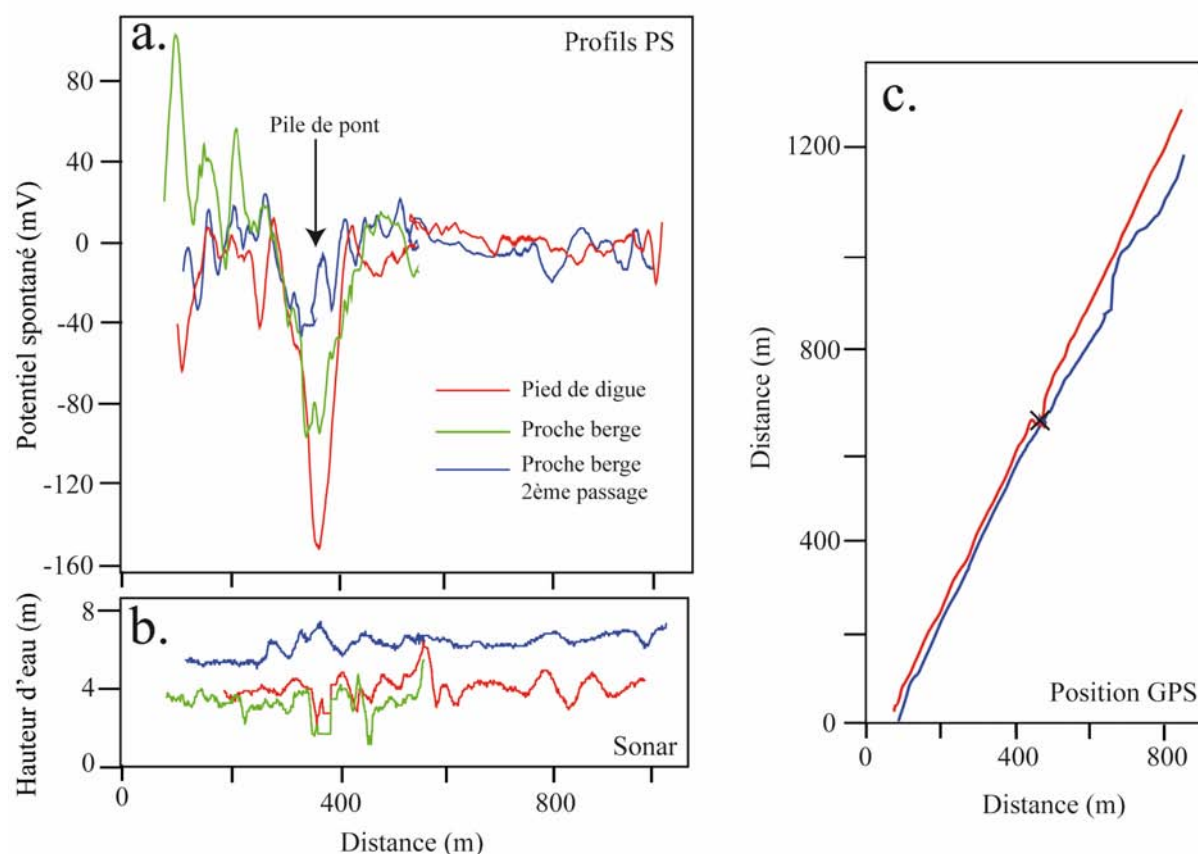 a.
Profils PS
80
40
0
-40
-80
-120
-160
Potentiel spontané (mV)
Pile de pont
Pied de digue
Proche berge
Proche berge
2ème passage
b.
8
4
0
Hauteur d'eau (m)
Sonar
0
400
800
Distance (m)
c.
1200
800
400
0
Distance (m)
Position GPS
0
400
800
Distance (m)